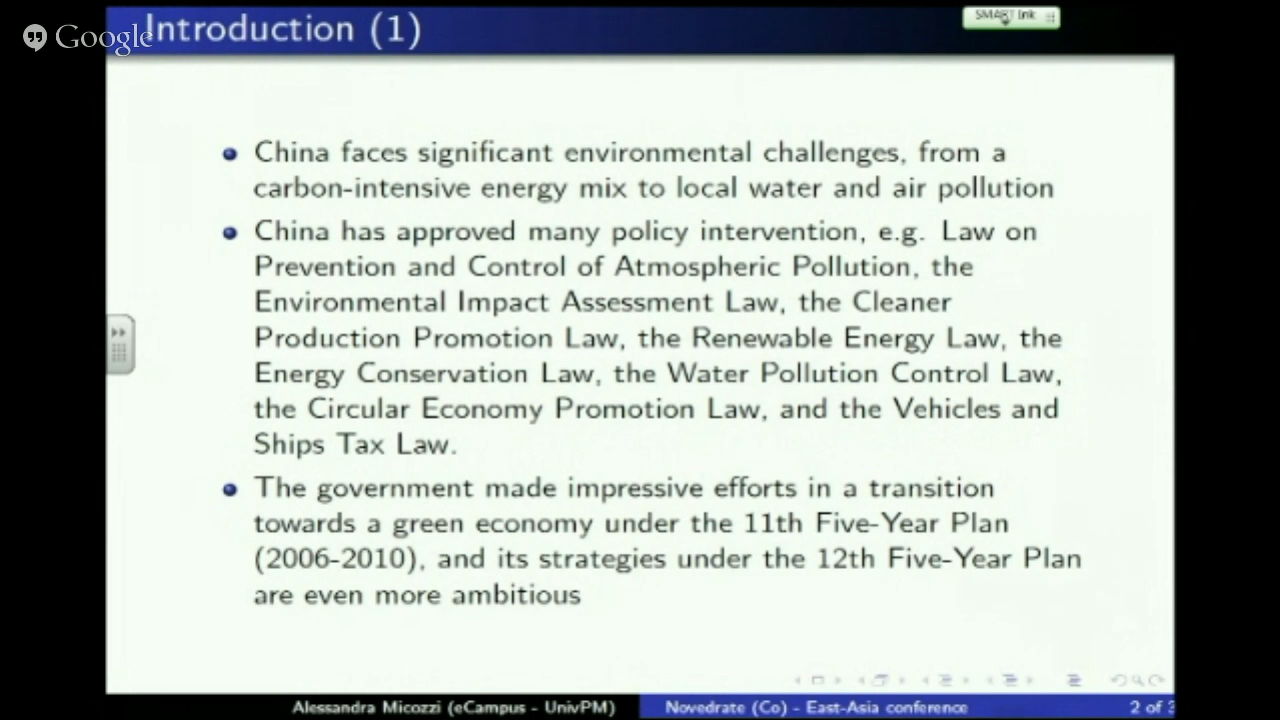 Google
Introduction (1)
SMART Ink
China faces significant environmental challenges, from a
carbon-intensive energy mix to local water and air pollution
China has approved many policy intervention, e.g. Law on
Prevention and Control of Atmospheric Pollution, the
Environmental Impact Assessment Law, the Cleaner
Production Promotion Law, the Renewable Energy Law, the
Energy Conservation Law, the Water Pollution Control Law,
the Circular Economy Promotion Law, and the Vehicles and
Ships Tax Law.
The government made impressive efforts in a transition
towards a green economy under the 11th Five-Year Plan
(2006-2010), and its strategies under the 12th Five-Year Plan
are even more ambitious
Alessandra Micozzi (eCampus - UnivPM)
Novedrate (Co) - East-Asia conference
2 of